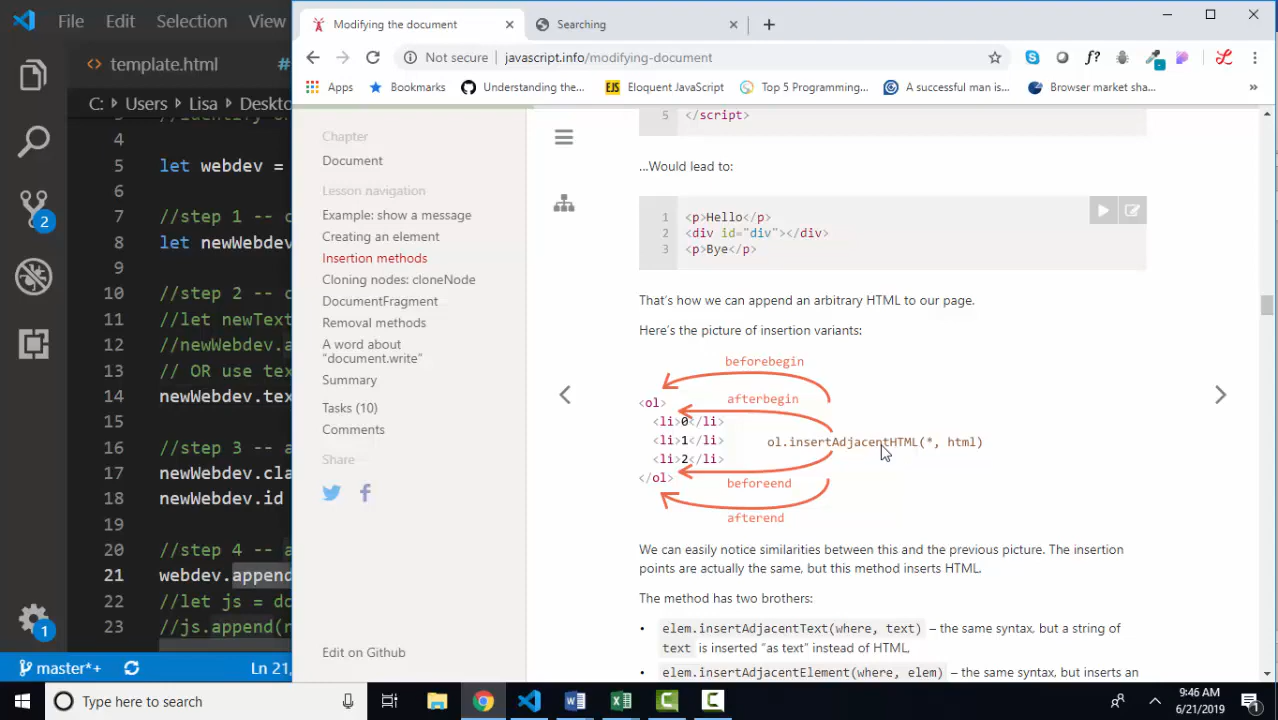 File Edit Selection View
template.html #
C: > Users > Lisa > Deskto
4
5 let webdev =
6
7 //step 1 -- c
8 let newWebdev
9
10 //step 2 -- c
11 //let newText
12 //newWebdev.a
13 // OR use tex
14 newWebdev.tex
15
16 //step 3 -- a
17 newWebdev.cla
18 newWebdev.id
19
20 //step 4 -- a
21 webdev.append
22 //let js = do
23 //js.append(n
2
1
master*+ Ln 21,
Modifying the document
Searching
Not secure | javascript.info/modifying-document
Apps Bookmarks Understanding the... Eloquent JavaScript Top 5 Programming... A successful man is... Browser market sha... »
Chapter
Document
Lesson navigation
Example: show a message
Creating an element
Insertion methods
Cloning nodes: cloneNode
DocumentFragment
Removal methods
A word about
"document.write"
Summary
Tasks (10)
Comments
Share
Edit on Github
5 </script>
…Would lead to:
1 <p>Hello</p>
2 <div id="div"></div>
3 <p>Bye</p>
That's how we can append an arbitrary HTML to our page.
Here's the picture of insertion variants:
beforebegin
afterbegin
<ol>
<li>0</li>
<li>1</li>
<li>2</li>
</ol>
ol.insertAdjacentHTML(*, html)
beforeend
afterend
We can easily notice similarities between this and the previous picture. The insertion
points are actually the same, but this method inserts HTML.
The method has two brothers:
• elem.insertAdjacentText(where, text) – the same syntax, but a string of
text is inserted "as text" instead of HTML,
• elem.insertAdjacentElement(where, elem) – the same syntax, but inserts an
Type here to search
9:46 AM
6/21/2019
1